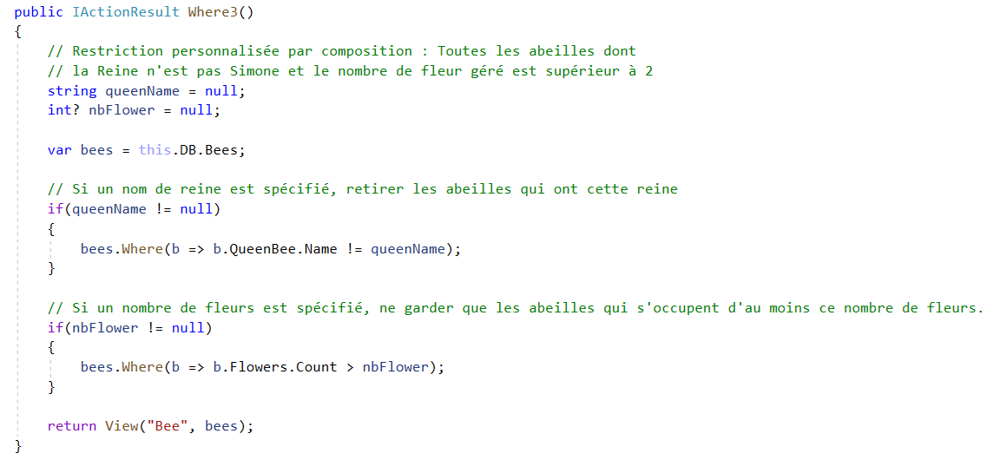 public IActionResult Where3()
{
    // Restriction personnalisée par composition : Toutes les abeilles dont
    // la Reine n'est pas Simone et le nombre de fleur géré est supérieur à 2
    string queenName = null;
    int? nbFlower = null;

    var bees = this.DB.Bees;

    // Si un nom de reine est spécifié, retirer les abeilles qui ont cette reine
    if(queenName != null)
    {
        bees.Where(b => b.QueenBee.Name != queenName);
    }

    // Si un nombre de fleurs est spécifié, ne garder que les abeilles qui s'occupent d'au moins ce nombre de fleurs.
    if(nbFlower != null)
    {
        bees.Where(b => b.Flowers.Count > nbFlower);
    }

    return View("Bee", bees);
}